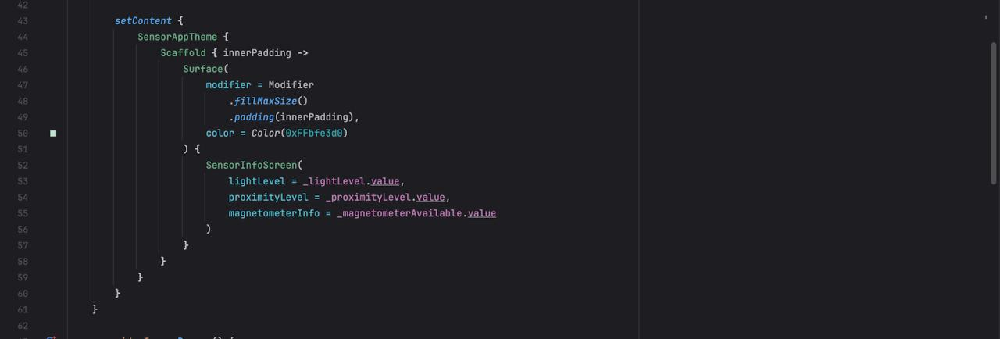 42
43 setContent {
44 SensorAppTheme {
45 Scaffold { innerPadding ->
46 Surface(
47 modifier = Modifier
48 .fillMaxSize()
49 .padding(innerPadding),
50 color = Color(0xFFbfe3d0)
51 ) {
52 SensorInfoScreen(
53 lightLevel = _lightLevel.value,
54 proximityLevel = _proximityLevel.value,
55 magnetometerInfo = _magnetometerAvailable.value
56 )
57 }
58 }
59 }
60 }
61 }
62